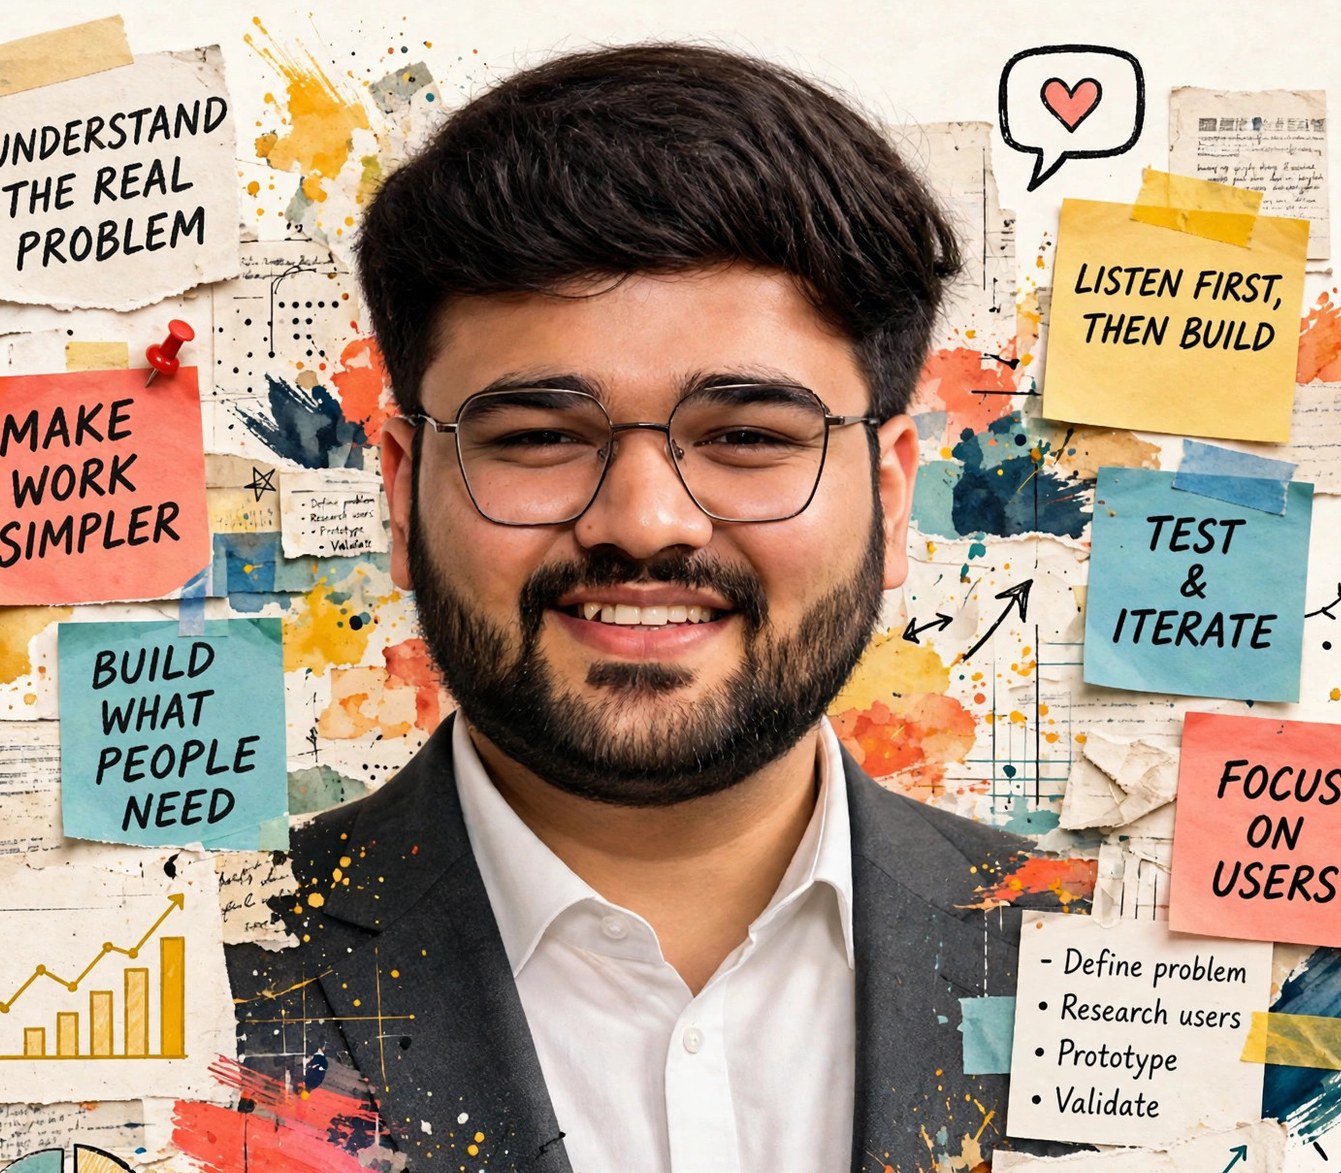 UNDERSTAND
THE REAL
PROBLEM
LISTEN FIRST,
THEN BUILD
MAKE
WORK
SIMPLER
- Define problem
• Research users
• Prototype
• Validate
TEST
&
ITERATE
BUILD
WHAT
PEOPLE
NEED
FOCUS
ON
USERS
- Define problem
• Research users
• Prototype
• Validate